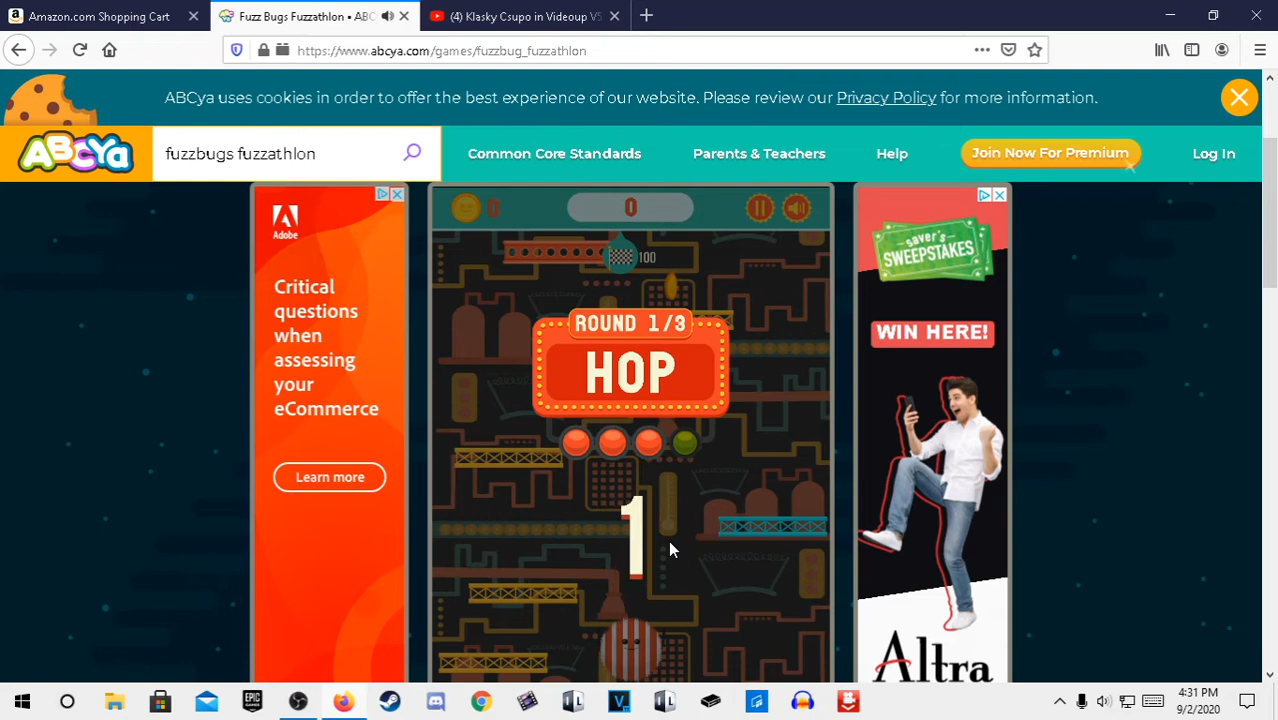 Amazon.com Shopping Cart
Fuzz Bugs Fuzzathlon • ABC
(4) Klasky Csupo in Videoup V5
https://www.abcya.com/games/fuzzbug_fuzzathlon
ABCya uses cookies in order to offer the best experience of our website. Please review our Privacy Policy for more information.
ABCYa
fuzzbugs fuzzathlon
Common Core Standards
Parents & Teachers
Help
Join Now For Premium
Log In
0
0
100
ROUND 1/3
HOP
1
Adobe
Critical
questions
when
assessing
your
eCommerce
Learn more
saver's
SWEEPSTAKES
WIN HERE!
Altra
EPIC
GAMES
4:31 PM
9/2/2020